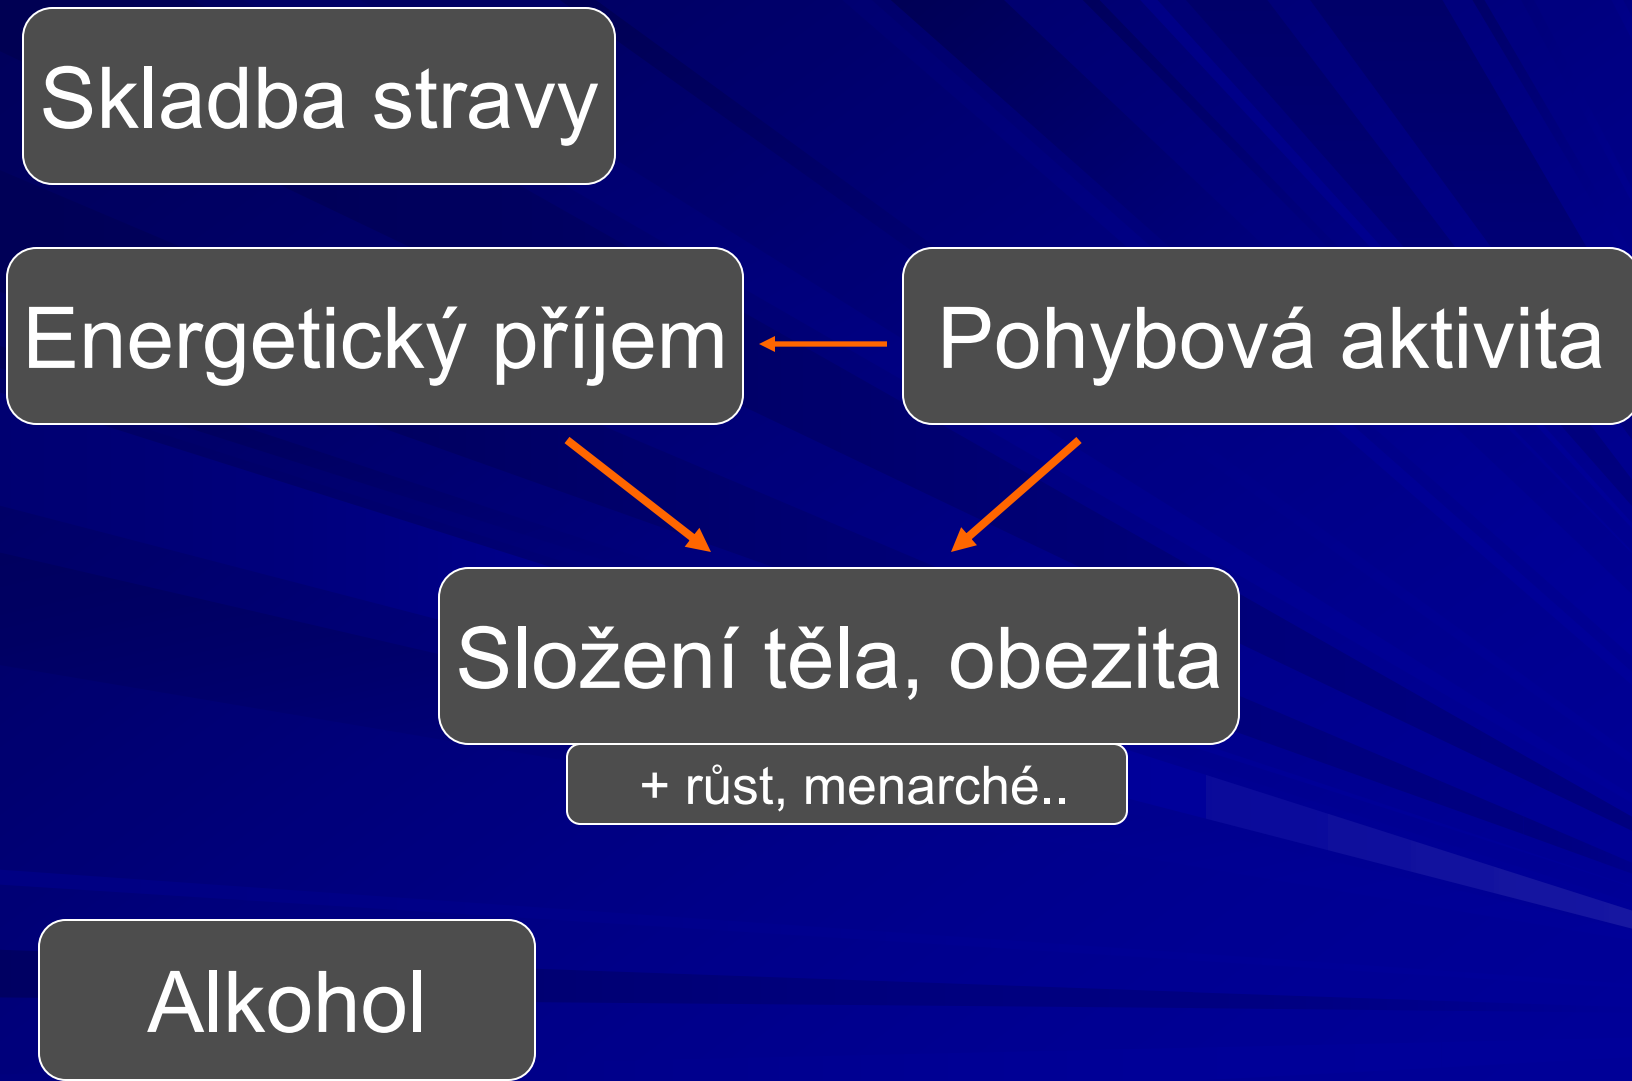 Skladba stravy
Energetický příjem
Pohybová aktivita
Složení těla, obezita
+ růst, menarché..
Alkohol